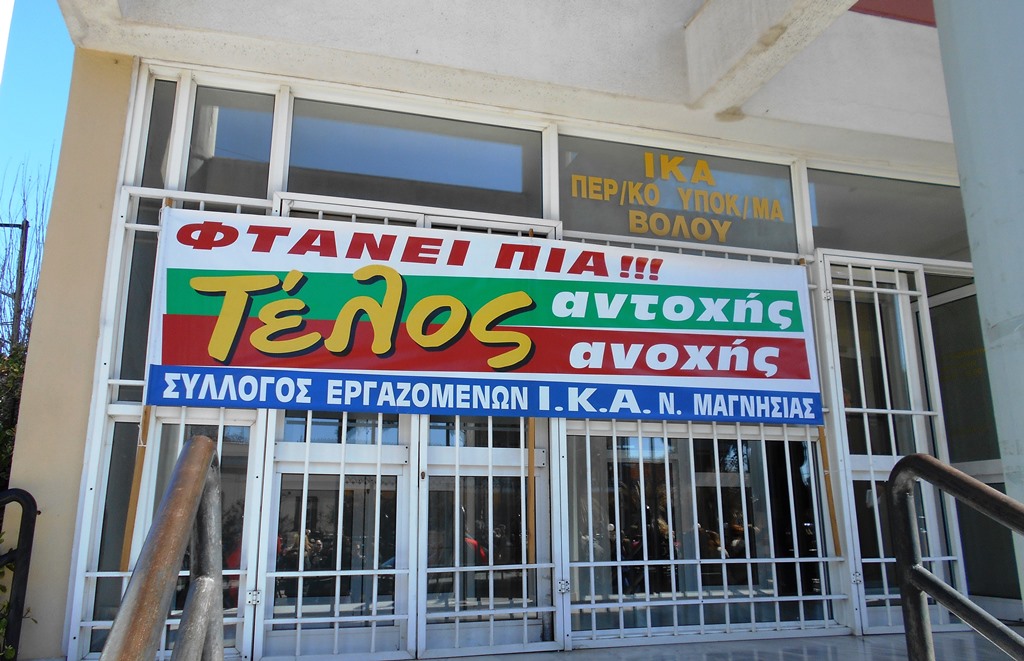 ΙΚΑ
ΠΕΡ/ΚΟ ΥΠΟΚ/ΜΑ
ΒΟΛΟΥ
ΦΤΑΝΕΙ ΠΙΑ!!!
Τέλος αντοχής
ανοχής
ΣΥΛΛΟΓΟΣ ΕΡΓΑΖΟΜΕΝΩΝ Ι.Κ.Α. Ν. ΜΑΓΝΗΣΙΑΣ